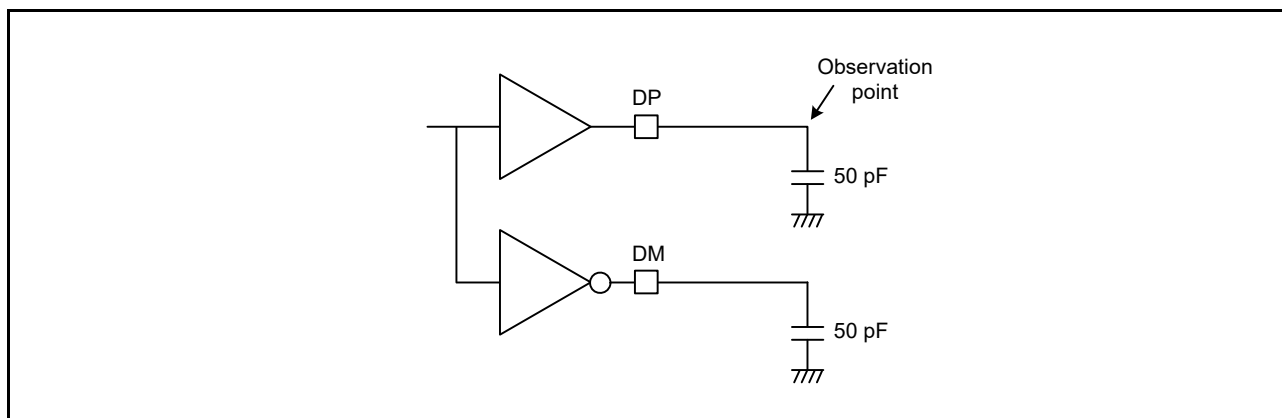 Observation
point
DP
50 pF
DM
50 pF